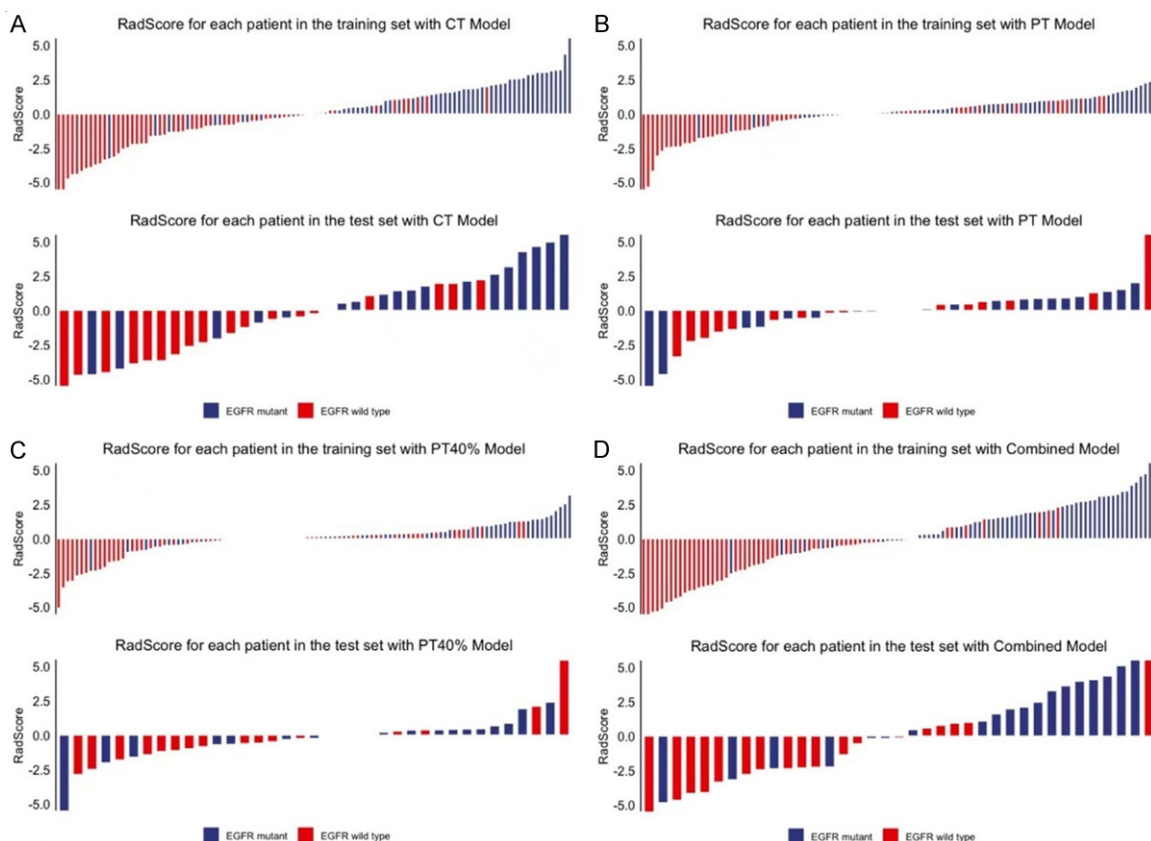 A
RadScore for each patient in the training set with CT Model
5.0
2.5
0.0
-2.5
-5.0
RadScore
RadScore for each patient in the test set with CT Model
5.0
2.5
0.0
-2.5
-5.0
RadScore
EGFR mutant EGFR wild type
B
RadScore for each patient in the training set with PT Model
5.0
2.5
0.0
-2.5
-5.0
RadScore
RadScore for each patient in the test set with PT Model
5.0
2.5
0.0
-2.5
-5.0
RadScore
EGFR mutant EGFR wild type
C
RadScore for each patient in the training set with PT40% Model
5.0
2.5
0.0
-2.5
-5.0
RadScore
RadScore for each patient in the test set with PT40% Model
5.0
2.5
0.0
-2.5
-5.0
RadScore
EGFR mutant EGFR wild type
D
RadScore for each patient in the training set with Combined Model
5.0
2.5
0.0
-2.5
-5.0
RadScore
RadScore for each patient in the test set with Combined Model
5.0
2.5
0.0
-2.5
-5.0
RadScore
EGFR mutant EGFR wild type